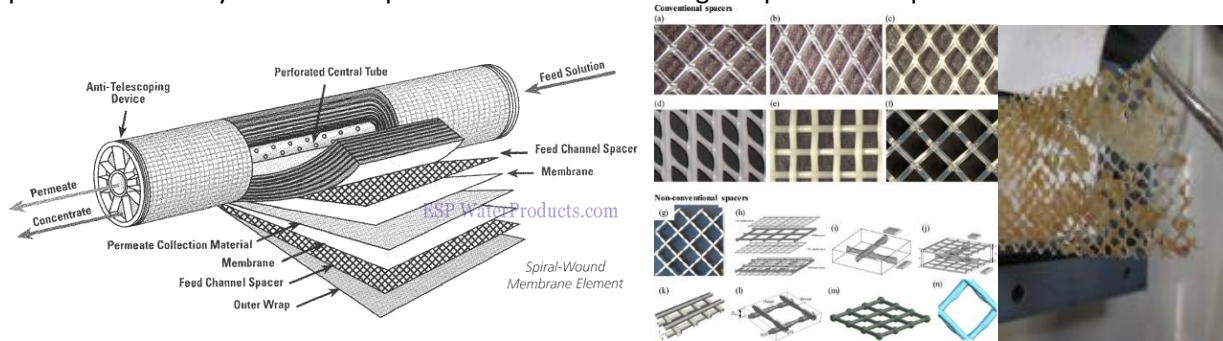 Conventional spacers
(a)
(b)
(c)
(d)
(e)
(f)
Non-conventional spacers
(g)
(h)
(i)
(j)
(k)
(l)
(m)
(n)
Anti-Telescoping
Device
Perforated Central Tube
Feed Solution
Feed Channel Spacer
Membrane
Permeate
Concentrate
ESP WaterProducts.com
Permeate Collection Material
Membrane
Feed Channel Spacer
Outer Wrap
Spiral-Wound
Membrane Element